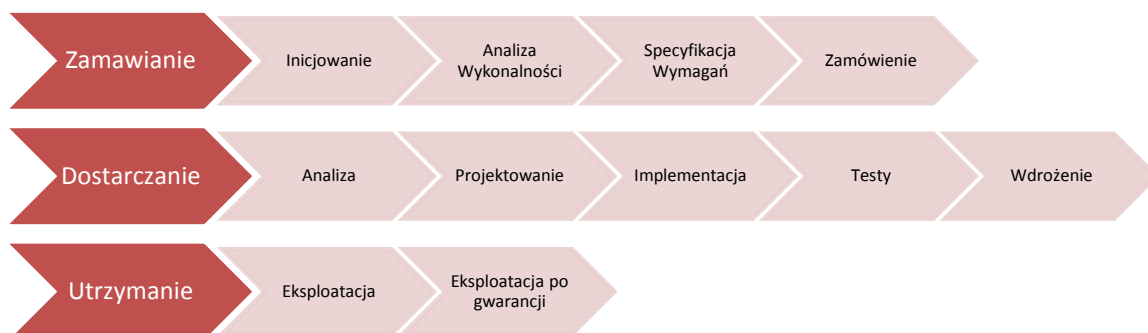 Zamawianie
Inicjowanie
Analiza
Wykonalności
Specyfikacja
Wymagań
Zamówienie
Dostarczanie
Analiza
Projektowanie
Implementacja
Testy
Wdrożenie
Utrzymanie
Eksploatacja
Eksploatacja po
gwarancji